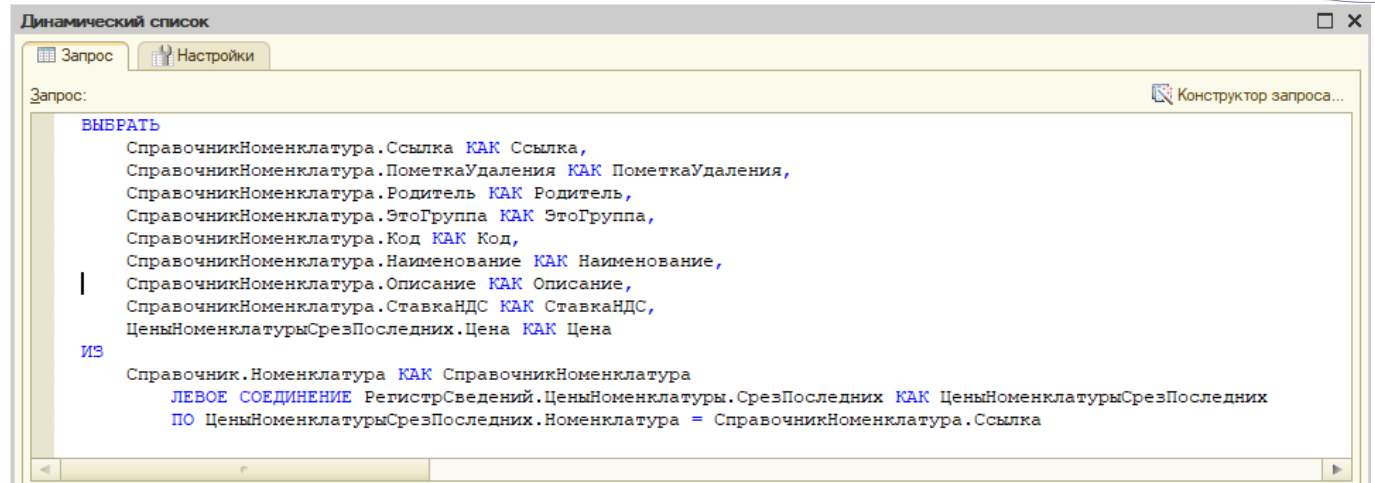 Динамический список
Запрос Настройки
Запрос: Конструктор запроса...
ВЫБРАТЬ
СправочникНоменклатура.Ссылка КАК Ссылка,
СправочникНоменклатура.ПометкаУдаления КАК ПометкаУдаления,
СправочникНоменклатура.Родитель КАК Родитель,
СправочникНоменклатура.ЭтоГруппа КАК ЭтоГруппа,
СправочникНоменклатура.Код КАК Код,
СправочникНоменклатура.Наименование КАК Наименование,
СправочникНоменклатура.Описание КАК Описание,
СправочникНоменклатура.СтавкаНДС КАК СтавкаНДС,
ЦеныНоменклатурыСрезПоследних.Цена КАК Цена
ИЗ
Справочник.Номенклатура КАК СправочникНоменклатура
ЛЕВОЕ СОЕДИНЕНИЕ РегистрСведений.ЦеныНоменклатуры.СрезПоследних КАК ЦеныНоменклатурыСрезПоследних
ПО ЦеныНоменклатурыСрезПоследних.Номенклатура = СправочникНоменклатура.Ссылка